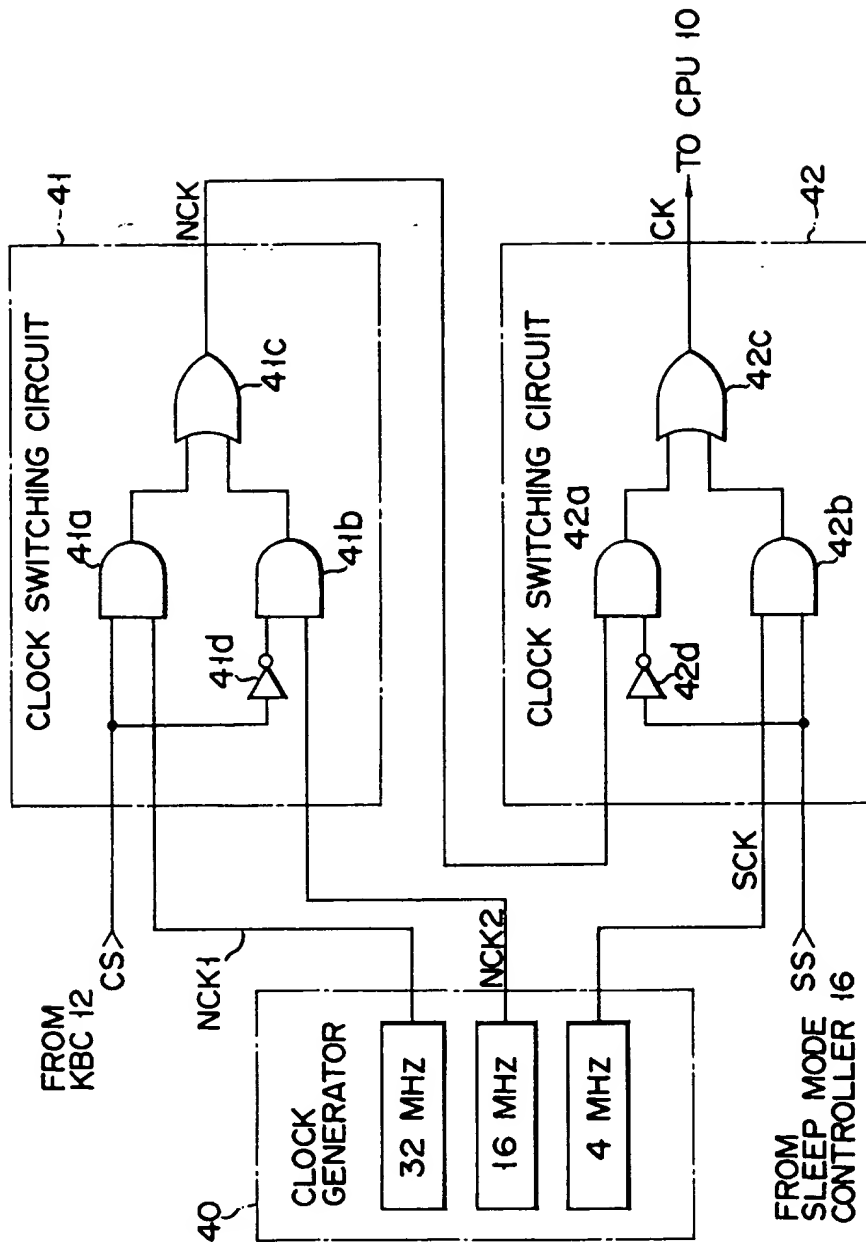 FROM
KBC 12
CS
NCK1
40
CLOCK
GENERATOR
32 MHZ
16 MHZ
4 MHZ
NCK2
SCK
FROM
SLEEP MODE
CONTROLLER 16
SS
41
CLOCK SWITCHING CIRCUIT
41a
41b
41c
41d
NCK
CLOCK SWITCHING CIRCUIT
42a
42b
42c
42d
42
CK
TO CPU 10